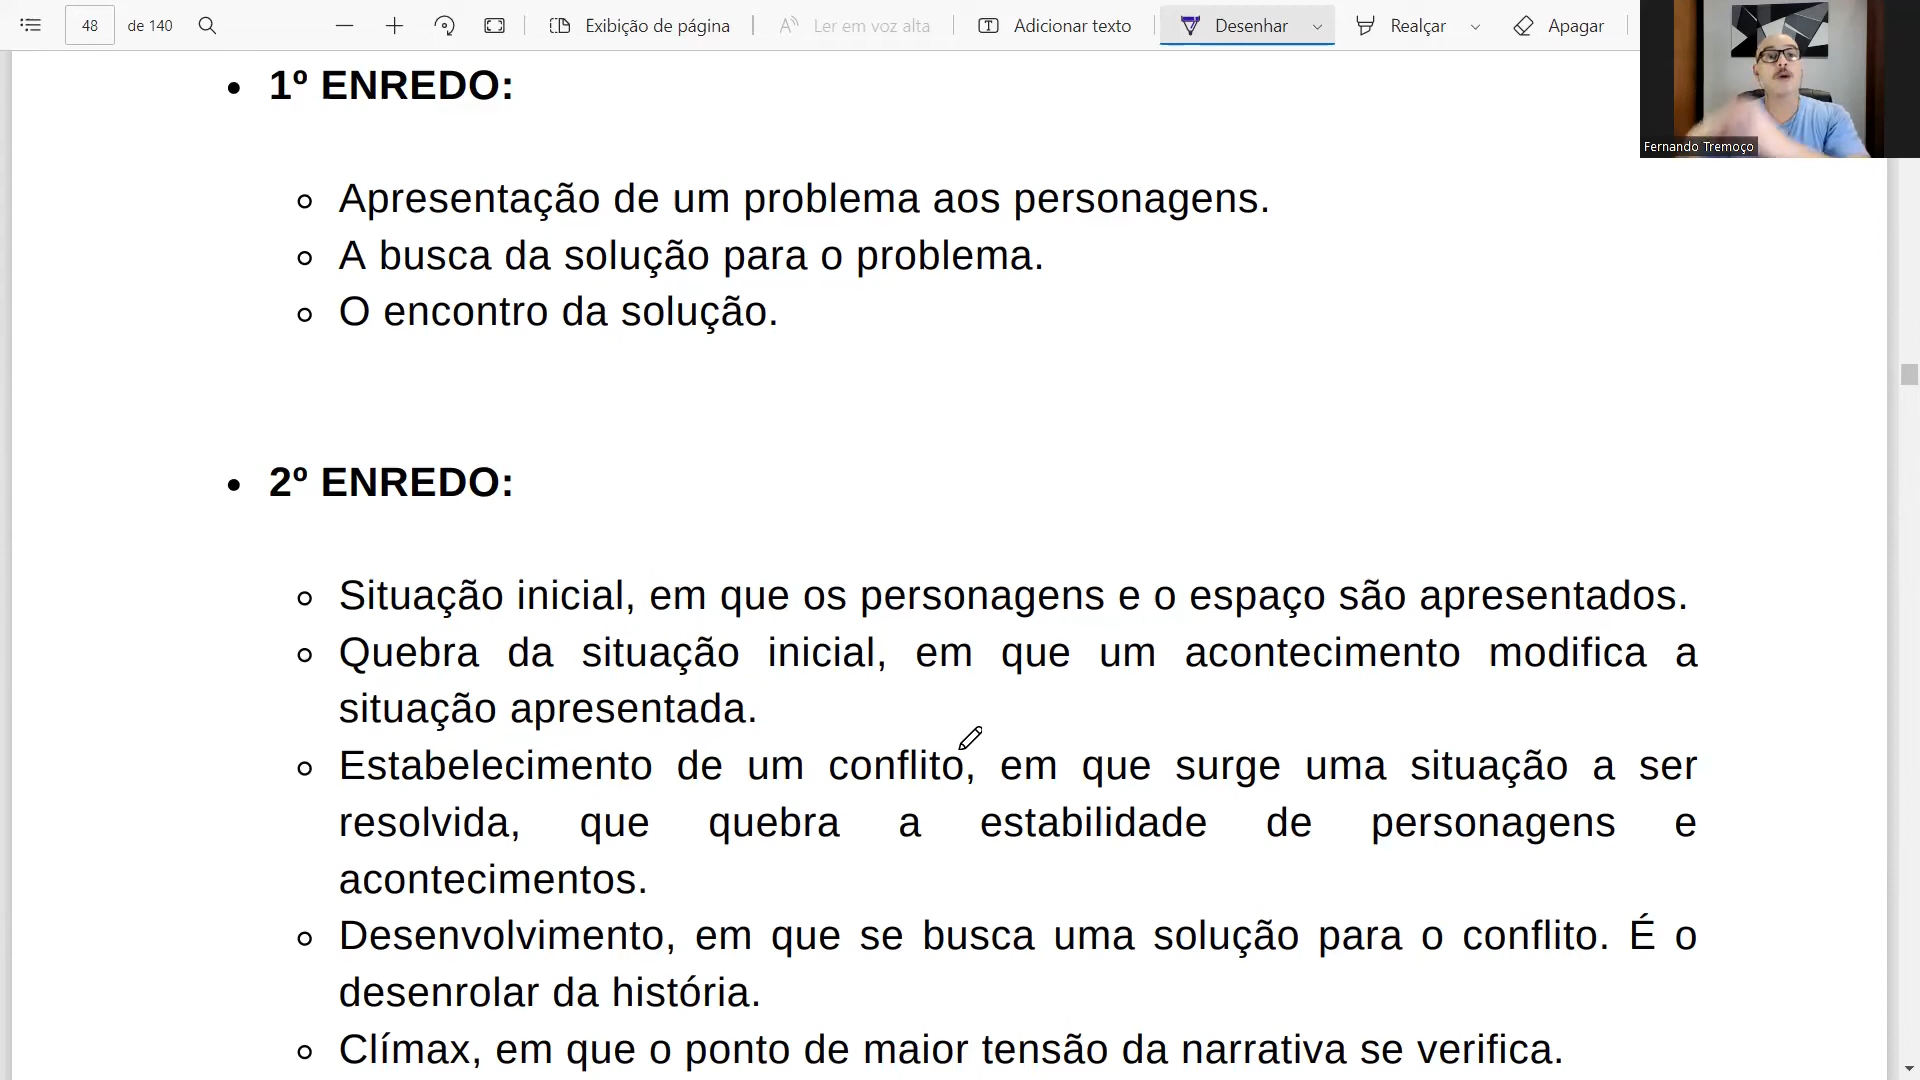 48 de 140 Exibição de página Ler em voz alta Adicionar texto Desenhar Realçar Apagar
Fernando Tremoço
• 1º ENREDO:
Apresentação de um problema aos personagens.
A busca da solução para o problema.
O encontro da solução.
• 2º ENREDO:
Situação inicial, em que os personagens e o espaço são apresentados.
Quebra da situação inicial, em que um acontecimento modifica a
situação apresentada.
Estabelecimento de um conflito, em que surge uma situação a ser
resolvida, que quebra a estabilidade de personagens e
acontecimentos.
Desenvolvimento, em que se busca uma solução para o conflito. É o
desenrolar da história.
Clímax, em que o ponto de maior tensão da narrativa se verifica.